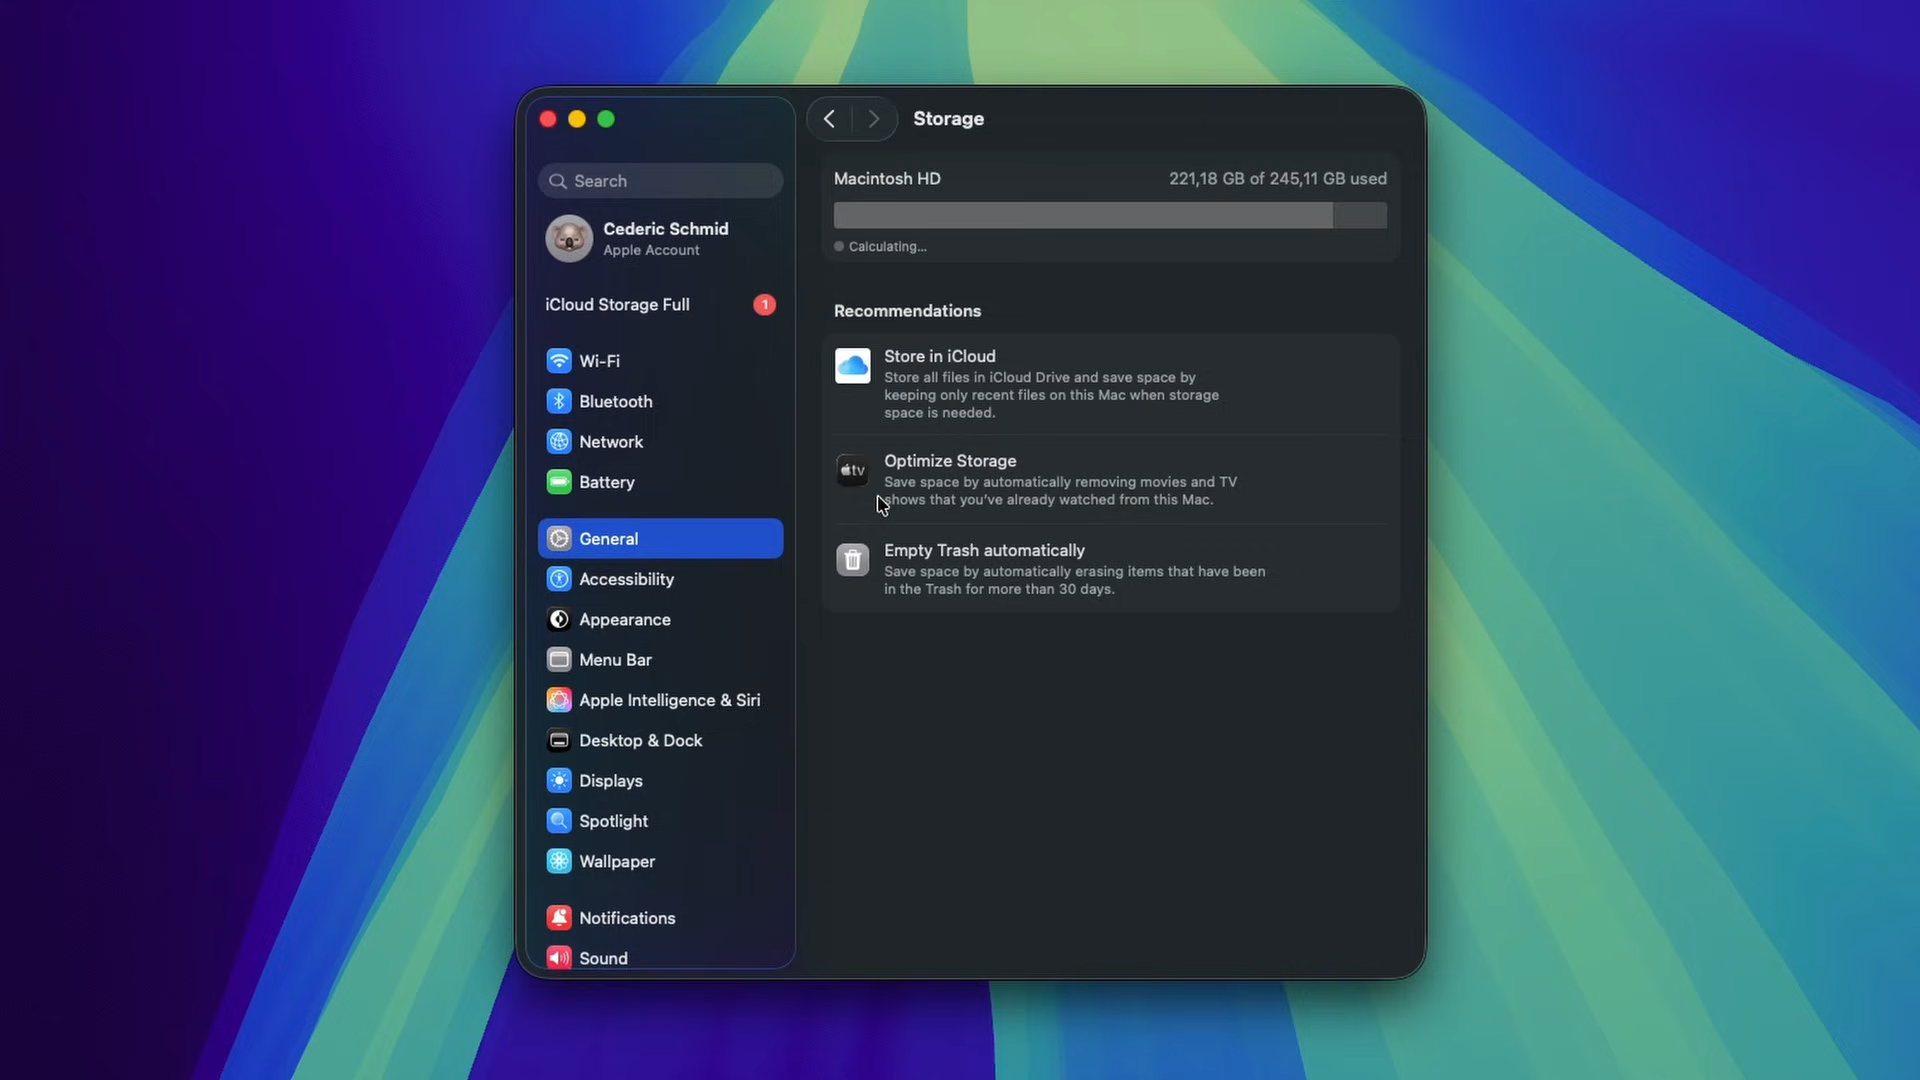 Search
Cederic Schmid
Apple Account
iCloud Storage Full 1
Wi-Fi
Bluetooth
Network
Battery
General
Accessibility
Appearance
Menu Bar
Apple Intelligence & Siri
Desktop & Dock
Displays
Spotlight
Wallpaper
Notifications
Sound
Storage
Macintosh HD 221,18 GB of 245,11 GB used
Calculating...
Recommendations
Store in iCloud
Store all files in iCloud Drive and save space by
keeping only recent files on this Mac when storage
space is needed.
tv
Optimize Storage
Save space by automatically removing movies and TV
shows that you've already watched from this Mac.
Empty Trash automatically
Save space by automatically erasing items that have been
in the Trash for more than 30 days.